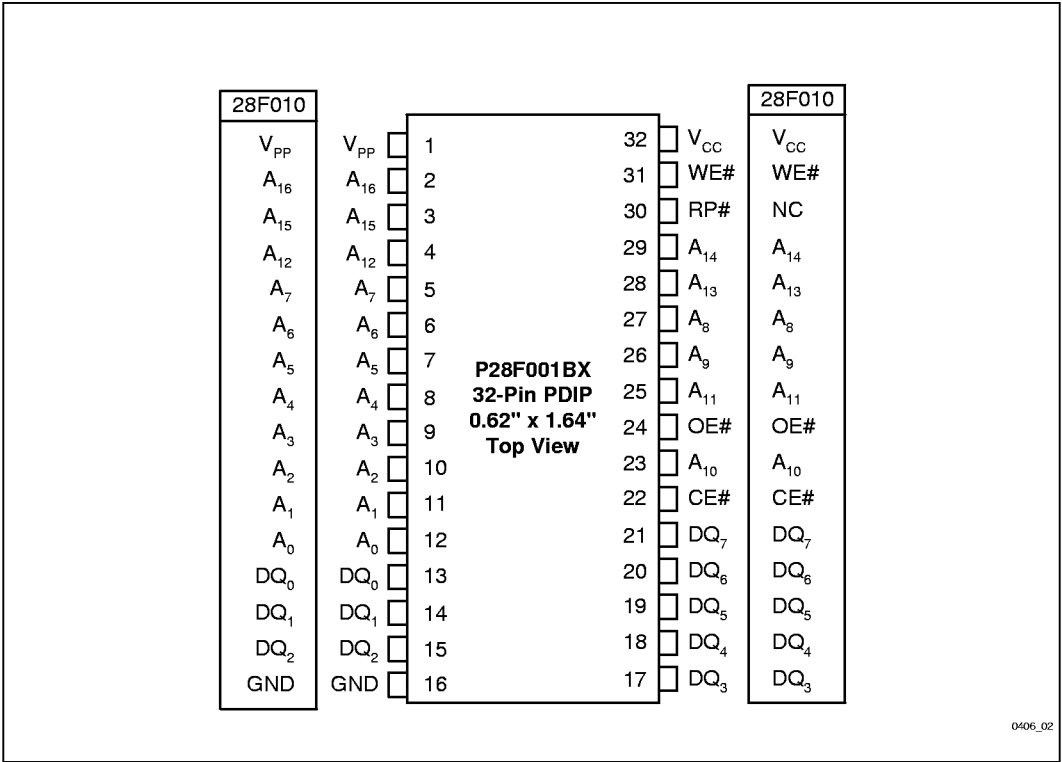 28F010 28F010
V_PP V_PP 1 32 V_CC V_CC
A_16 A_16 2 31 WE# WE#
A_15 A_15 3 30 RP# NC
A_12 A_12 4 29 A_14 A_14
A_7 A_7 5 28 A_13 A_13
A_6 A_6 6 27 A_8 A_8
A_5 A_5 7 26 A_9 A_9
A_4 A_4 8 25 A_11 A_11
A_3 A_3 9 24 OE# OE#
A_2 A_2 10 23 A_10 A_10
A_1 A_1 11 22 CE# CE#
A_0 A_0 12 21 DQ_7 DQ_7
DQ_0 DQ_0 13 20 DQ_6 DQ_6
DQ_1 DQ_1 14 19 DQ_5 DQ_5
DQ_2 DQ_2 15 18 DQ_4 DQ_4
GND GND 16 17 DQ_3 DQ_3
P28F001BX
32-Pin PDIP
0.62" x 1.64"
Top View
0406_02